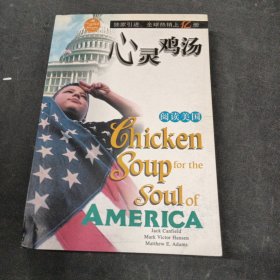 独家引进，全球热销上亿册
心灵鸡汤
阅读美国
Chicken
Soup for the
Soul of
AMERICA
Jack Canfield
Mark Victor Hansen
Matthew E. Adams